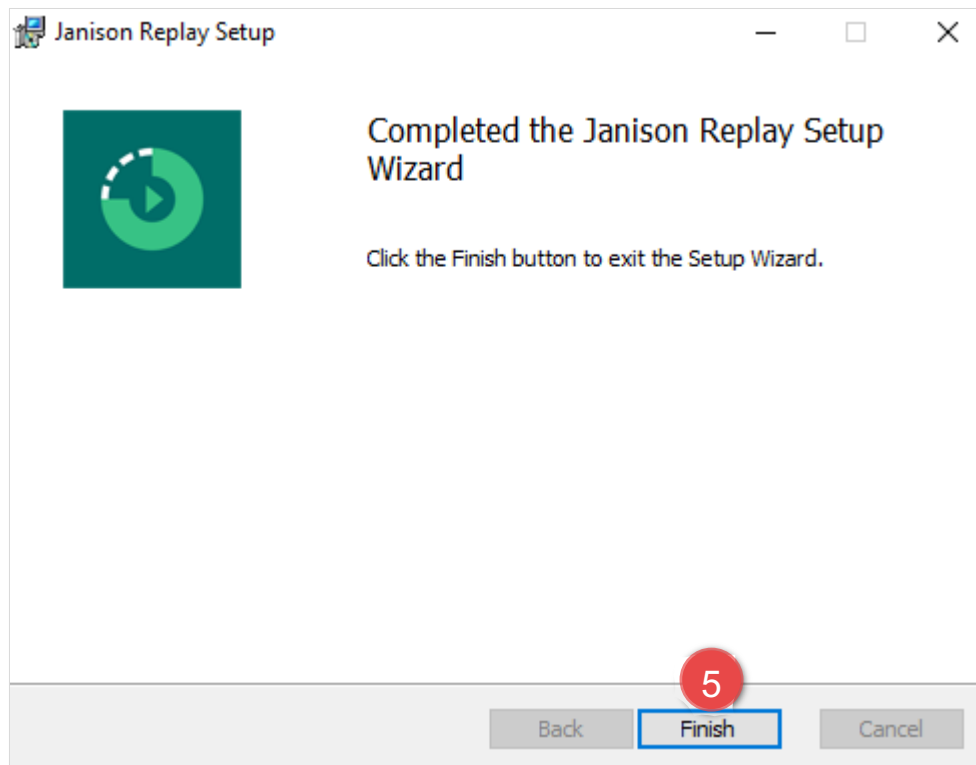 Janison Replay Setup
Completed the Janison Replay Setup
Wizard
Click the Finish button to exit the Setup Wizard.
5
Back Finish Cancel